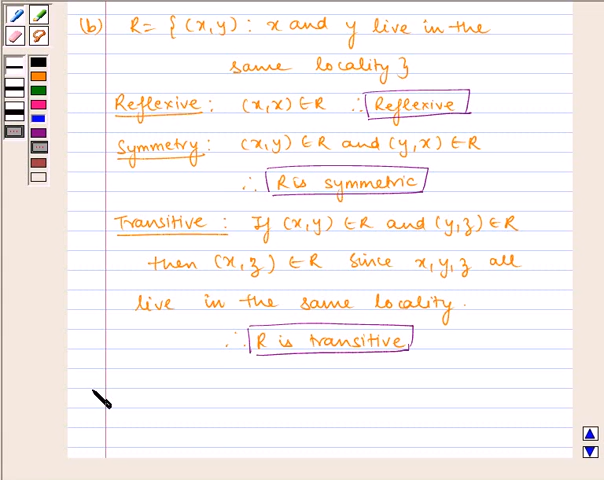 (b) R = { (x,y) : x and y live in the
same locality }
Reflexive : (x,x) ∈ R ∴ Reflexive
Symmetry : (x,y) ∈ R and (y,x) ∈ R
∴ R is symmetric
Transitive : If (x,y) ∈ R and (y,z) ∈ R
then (x,z) ∈ R Since x,y,z all
live in the same locality.
∴ R is transitive